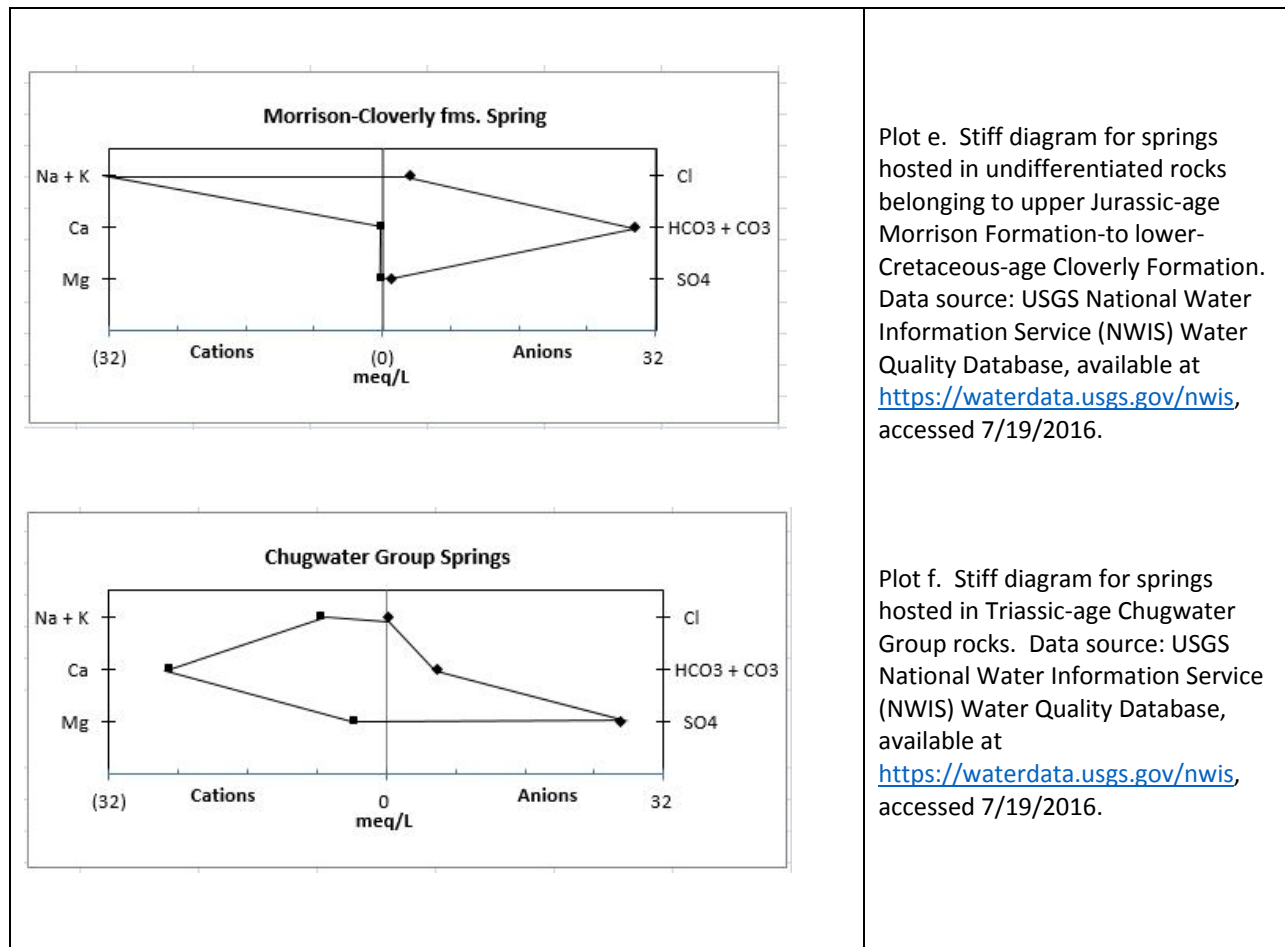 Morrison-Cloverly fms. Spring
Na + K
Cl
Ca
HCO3 + CO3
Mg
SO4
(32)
Cations
(0)
Anions
32
meq/L
Plot e. Stiff diagram for springs
hosted in undifferentiated rocks
belonging to upper Jurassic-age
Morrison Formation-to lower-
Cretaceous-age Cloverly Formation.
Data source: USGS National Water
Information Service (NWIS) Water
Quality Database, available at
https://waterdata.usgs.gov/nwis,
accessed 7/19/2016.
Chugwater Group Springs
Na + K
Cl
Ca
HCO3 + CO3
Mg
SO4
(32)
Cations
0
Anions
32
meq/L
Plot f. Stiff diagram for springs
hosted in Triassic-age Chugwater
Group rocks. Data source: USGS
National Water Information Service
(NWIS) Water Quality Database,
available at
https://waterdata.usgs.gov/nwis,
accessed 7/19/2016.